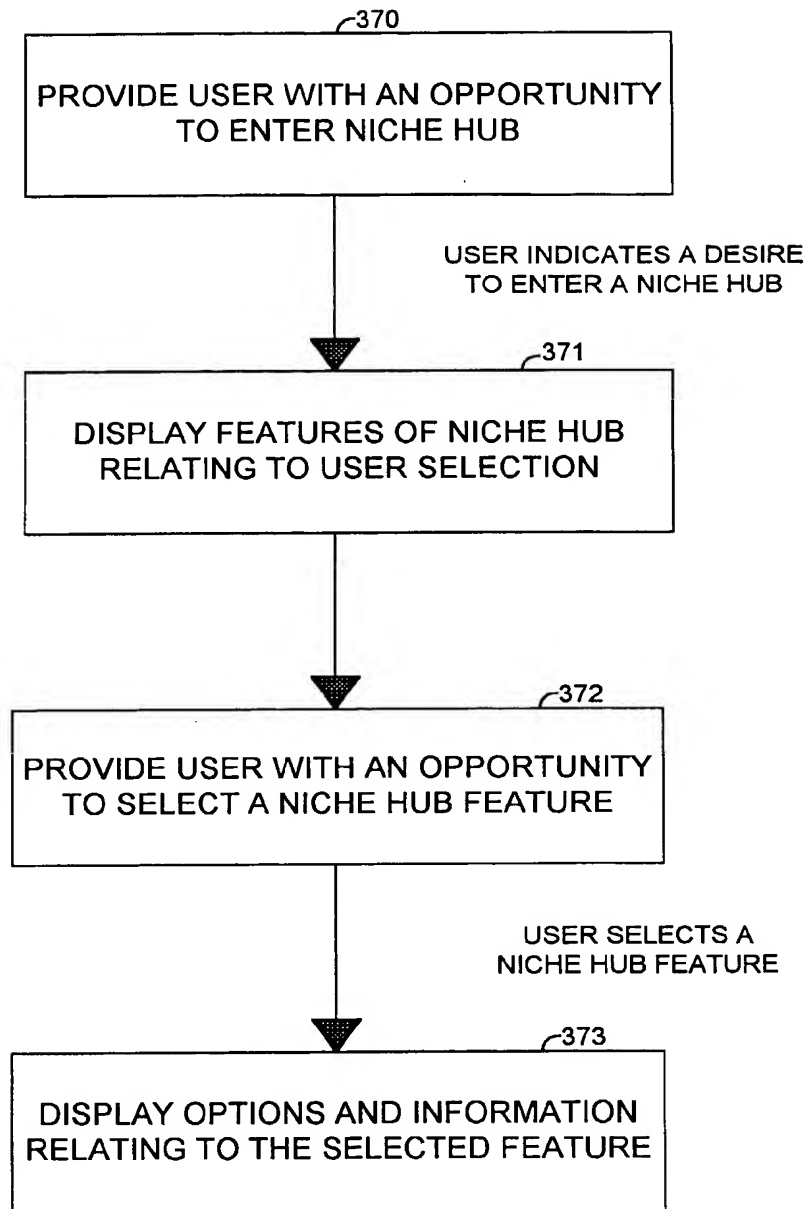 370
PROVIDE USER WITH AN OPPORTUNITY
TO ENTER NICHE HUB
USER INDICATES A DESIRE
TO ENTER A NICHE HUB
371
DISPLAY FEATURES OF NICHE HUB
RELATING TO USER SELECTION
372
PROVIDE USER WITH AN OPPORTUNITY
TO SELECT A NICHE HUB FEATURE
USER SELECTS A
NICHE HUB FEATURE
373
DISPLAY OPTIONS AND INFORMATION
RELATING TO THE SELECTED FEATURE